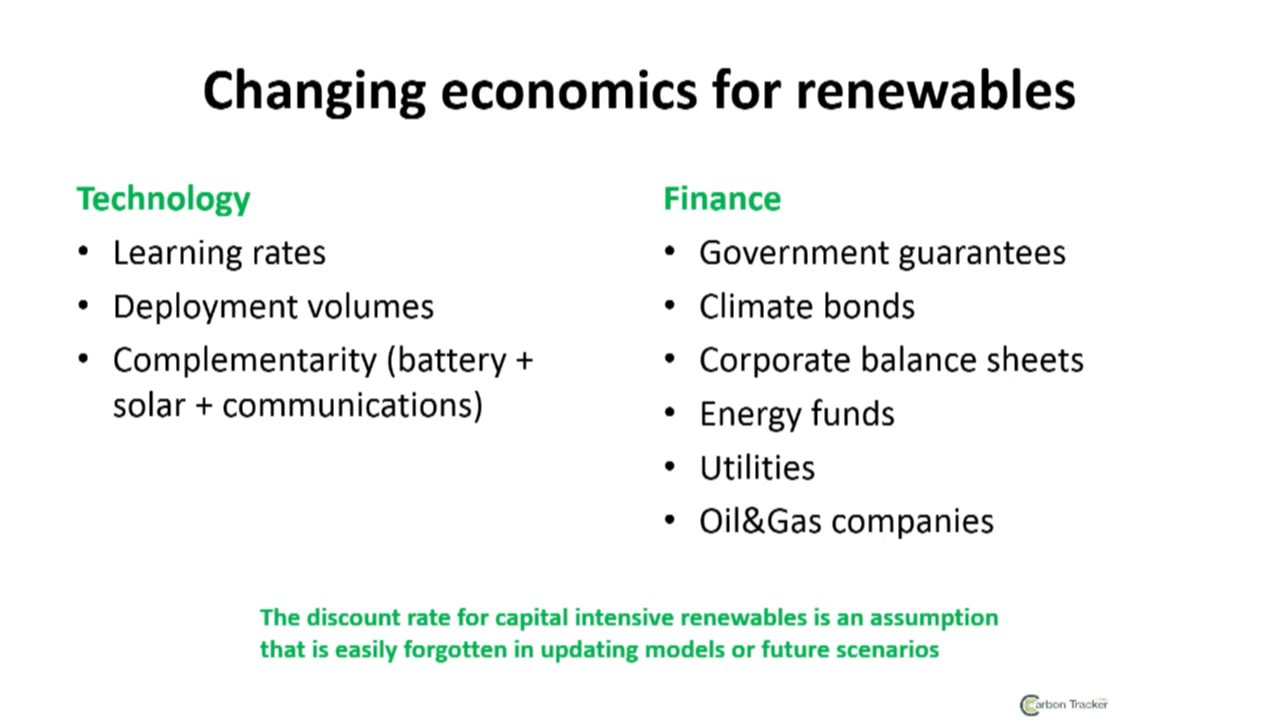 Changing economics for renewables
Technology
• Learning rates
• Deployment volumes
• Complementarity (battery +
solar + communications)
Finance
• Government guarantees
• Climate bonds
• Corporate balance sheets
• Energy funds
• Utilities
• Oil&Gas companies
The discount rate for capital intensive renewables is an assumption
that is easily forgotten in updating models or future scenarios
Carbon Tracker